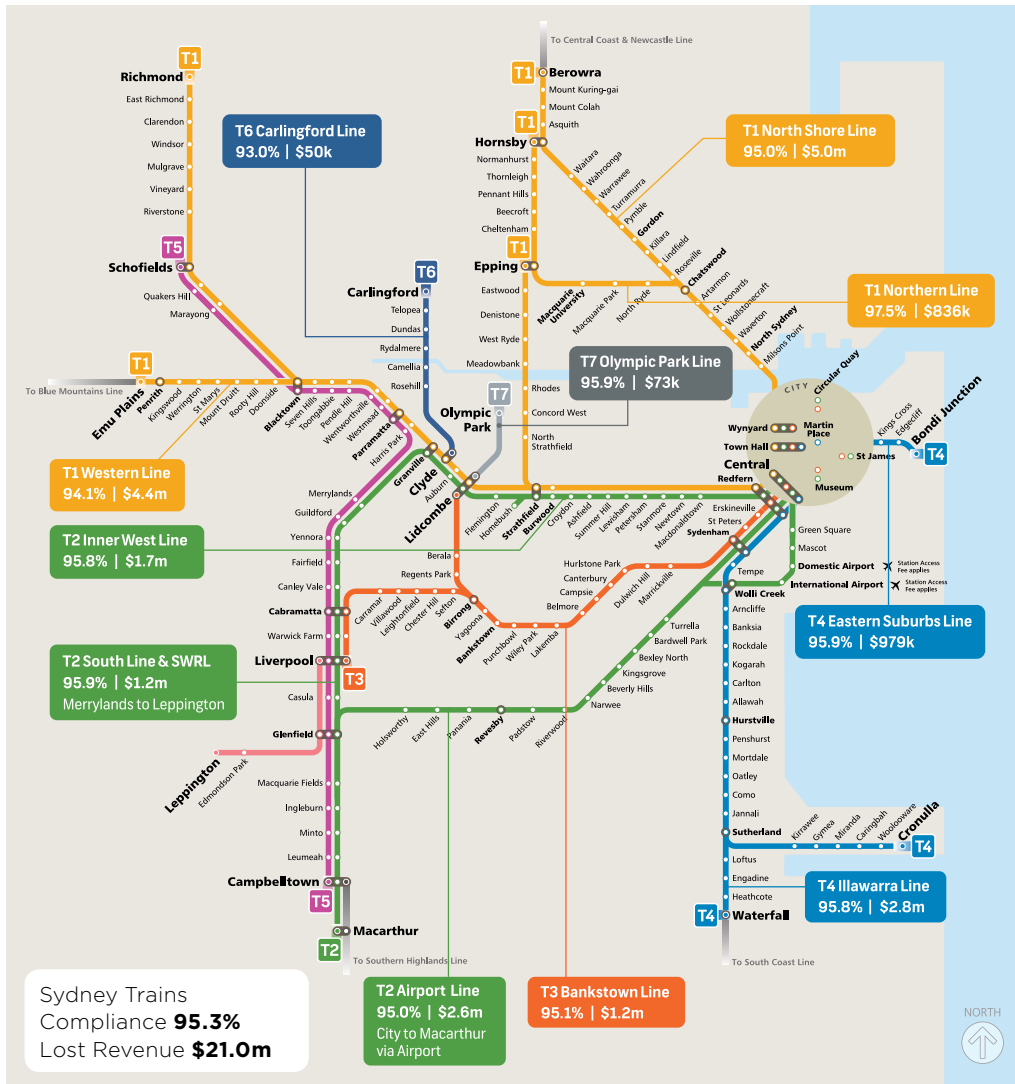 To Central Coast & Newcastle Line
T1
Richmond
East Richmond
Clarendon
Windsor
Mulgrave
Vineyard
Riverstone
T5
Schofields
Quakers Hill
Marayong
T6 Carlingford Line
93.0% | $50k
T1
Berowra
Mount Kuring-gai
Mount Colah
Asquith
T1
Hornsby
Normanhurst
Thornleigh
Pennant Hills
Beecroft
Cheltenham
T1
Epping
Eastwood
Denistone
West Ryde
Meadowbank
Rhodes
Concord West
North
Strathfield
T1 North Shore Line
95.0% | $5.0m
Waitara
Wahroonga
Warrawee
Turramurra
Pymble
Gordon
Killara
Lindfield
Roseville
Chatswood
Artarmon
St Leonards
Wollstonecraft
Waverton
North Sydney
Milsons Point
Macquarie
University
Macquarie Park
North Ryde
T1 Northern Line
97.5% | $836k
T6
Carlingford
Telopea
Dundas
Rydalmere
Camellia
Rosehill
T7 Olympic Park Line
95.9% | $73k
T7
Olympic
Park
To Blue Mountains Line
T1
Emu Plains
Penrith
Kingswood
Werrington
St Marys
Mount Druitt
Rooty Hill
Doonside
Blacktown
Seven Hills
Toongabbie
Pendle Hill
Wentworthville
Westmead
Parramatta
Harris Park
Granville
Clyde
Auburn
Lidcombe
Flemington
Homebush
Strathfield
Burwood
Croydon
Ashfield
Summer Hill
Lewisham
Petersham
Stanmore
Newtown
Macdonaldtown
Redfern
Central
Town Hall
Wynyard
CITY
Circular Quay
Martin
Place
St James
Museum
Kings Cross
Edgecliff
Bondi Junction
T4
T1 Western Line
94.1% | $4.4m
T2 Inner West Line
95.8% | $1.7m
Merrylands
Guildford
Yennora
Fairfield
Canley Vale
Cabramatta
Warwick Farm
Liverpool
T3
Casula
Glenfield
Leppington
Edmondson Park
Macquarie Fields
Ingleburn
Minto
Leumeah
Campbelltown
T5
T2
Macarthur
To Southern Highlands Line
T2 South Line & SWRL
95.9% | $1.2m
Merrylands to Leppington
Berala
Regents Park
Carramar
Villawood
Leightonfield
Chester Hill
Sefton
Birrong
Yagoona
Bankstown
Punchbowl
Wiley Park
Lakemba
Belmore
Campsie
Canterbury
Hurlstone Park
Dulwich Hill
Marrickville
Sydenham
St Peters
Erskineville
Holsworthy
East Hills
Panania
Revesby
Padstow
Riverwood
Narwee
Beverly Hills
Kingsgrove
Bexley North
Bardwell Park
Turrella
Green Square
Mascot
Domestic Airport
Station Access
Fee applies
International Airport
Station Access
Fee applies
Tempe
Wolli Creek
Arncliffe
Banksia
Rockdale
Kogarah
Carlton
Allawah
Hurstville
Penshurst
Mortdale
Oatley
Como
Jannali
Sutherland
Kirrawee
Gymea
Miranda
Caringbah
Woolooware
Cronulla
T4
Loftus
Engadine
Heathcote
T4
Waterfall
To South Coast Line
T4 Eastern Suburbs Line
95.9% | $979k
T4 Illawarra Line
95.8% | $2.8m
T2 Airport Line
95.0% | $2.6m
City to Macarthur
via Airport
T3 Bankstown Line
95.1% | $1.2m
Sydney Trains
Compliance 95.3%
Lost Revenue $21.0m
NORTH